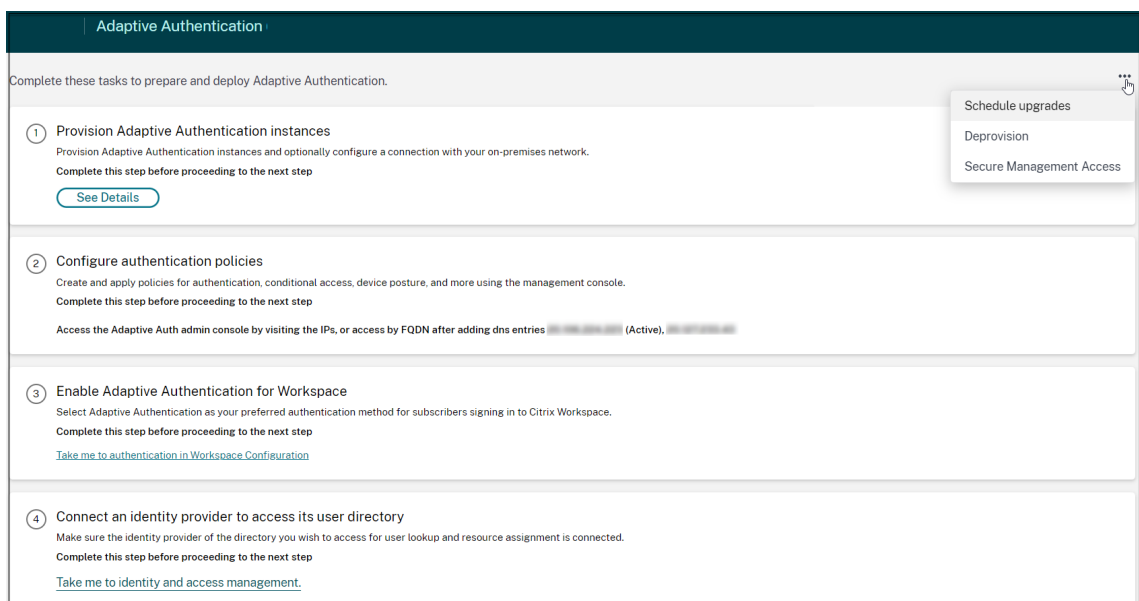 Adaptive Authentication
Complete these tasks to prepare and deploy Adaptive Authentication.
Schedule upgrades
Deprovision
Secure Management Access
1 Provision Adaptive Authentication instances
Provision Adaptive Authentication instances and optionally configure a connection with your on-premises network.
Complete this step before proceeding to the next step
See Details
2 Configure authentication policies
Create and apply policies for authentication, conditional access, device posture, and more using the management console.
Complete this step before proceeding to the next step
Access the Adaptive Auth admin console by visiting the IPs, or access by FQDN after adding dns entries (Active),
3 Enable Adaptive Authentication for Workspace
Select Adaptive Authentication as your preferred authentication method for subscribers signing in to Citrix Workspace.
Complete this step before proceeding to the next step
Take me to authentication in Workspace Configuration
4 Connect an identity provider to access its user directory
Make sure the identity provider of the directory you wish to access for user lookup and resource assignment is connected.
Complete this step before proceeding to the next step
Take me to identity and access management.